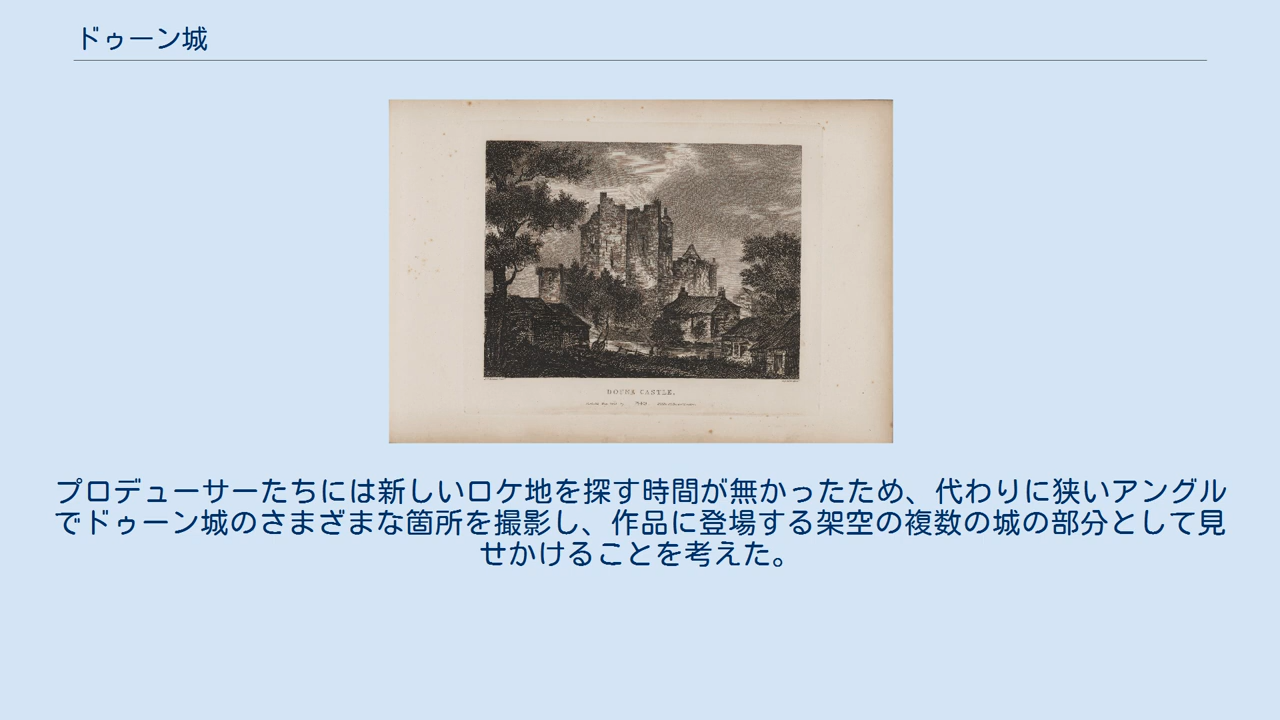 ドゥーン城
DOUNE CASTLE.
プロデューサーたちには新しいロケ地を探す時間が無かったため、代わりに狭いアングル
でドゥーン城のさまざまな箇所を撮影し、作品に登場する架空の複数の城の部分として見
せかけることを考えた。